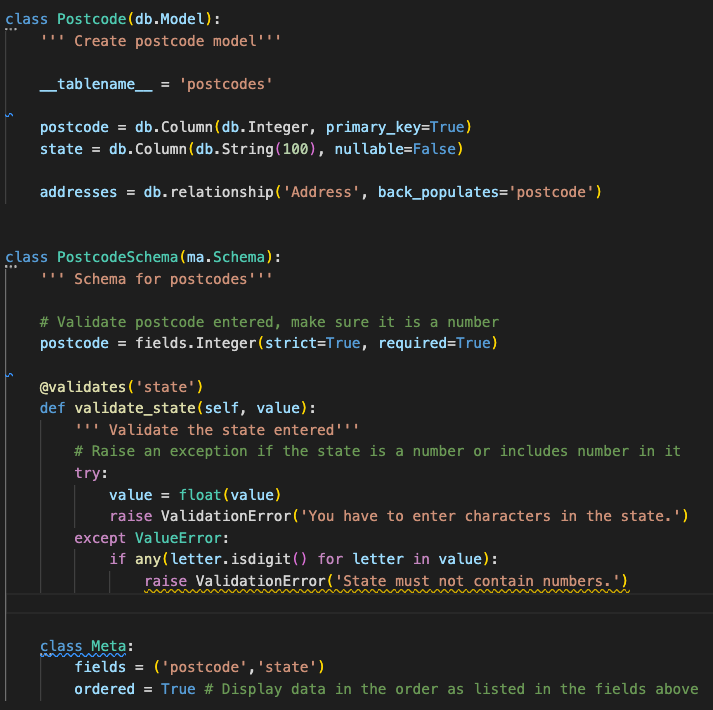 class Postcode(db.Model):
    ''' Create postcode model'''
    __tablename__ = 'postcodes'
    postcode = db.Column(db.Integer, primary_key=True)
    state = db.Column(db.String(100), nullable=False)
    addresses = db.relationship('Address', back_populates='postcode')
class PostcodeSchema(ma.Schema):
    ''' Schema for postcodes'''
    # Validate postcode entered, make sure it is a number
    postcode = fields.Integer(strict=True, required=True)
    @validates('state')
    def validate_state(self, value):
        ''' Validate the state entered'''
        # Raise an exception if the state is a number or includes number in it
        try:
            value = float(value)
            raise ValidationError('You have to enter characters in the state.')
        except ValueError:
            if any(letter.isdigit() for letter in value):
                raise ValidationError('State must not contain numbers.')
    class Meta:
        fields = ('postcode','state')
        ordered = True # Display data in the order as listed in the fields above